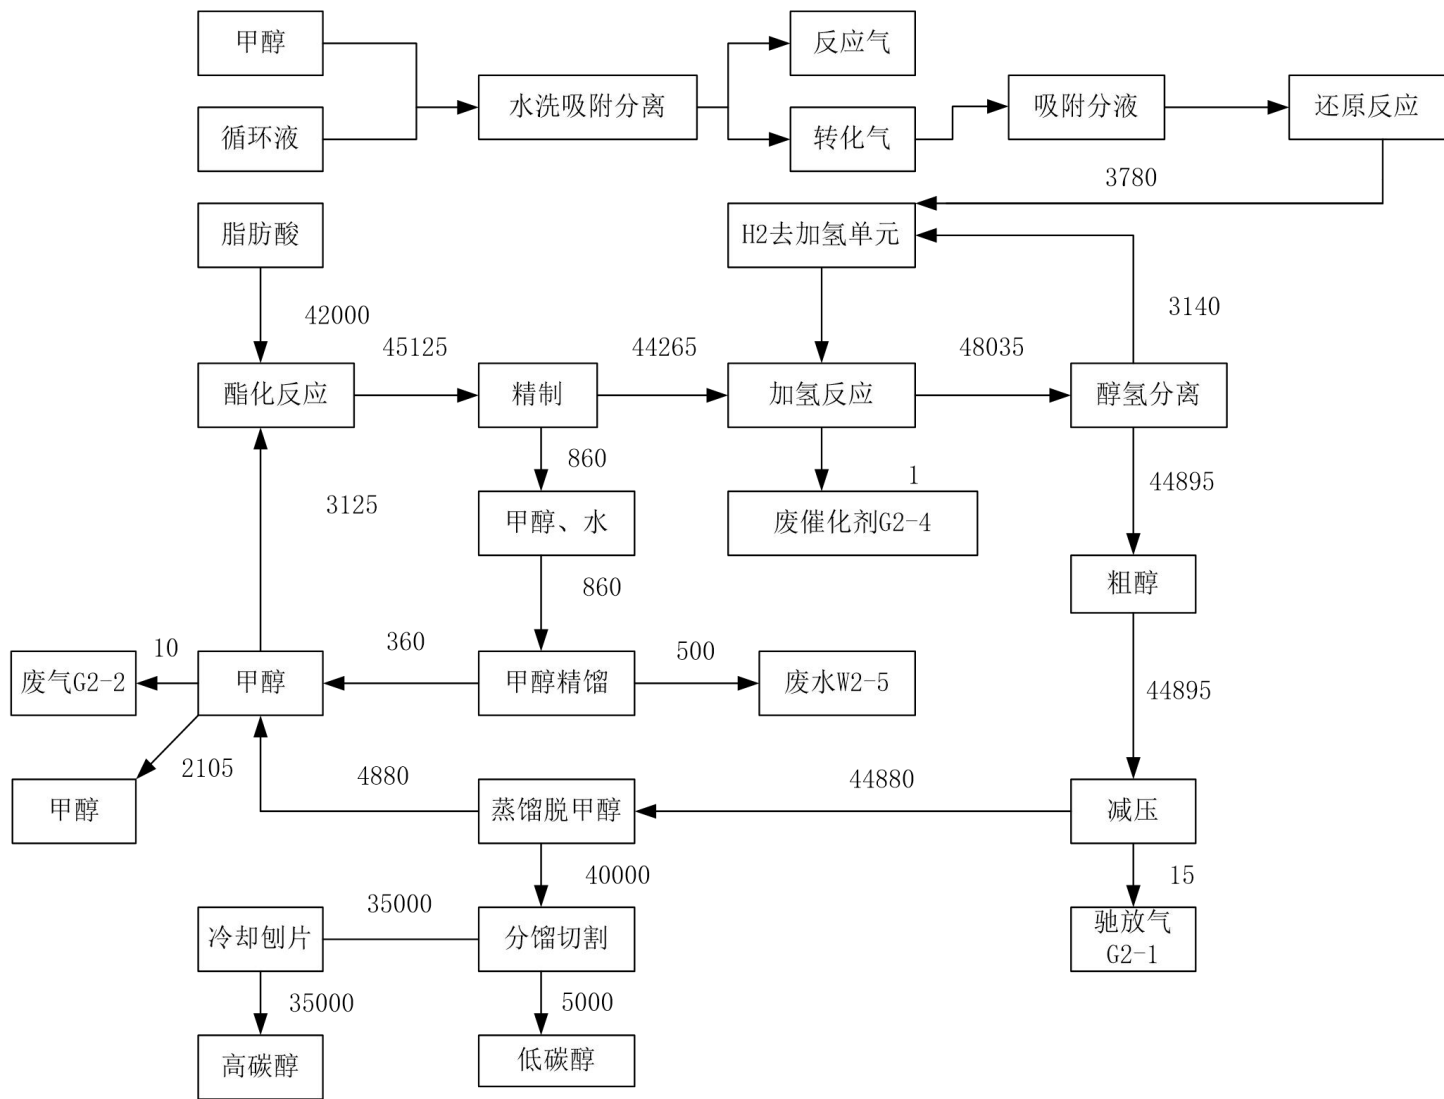 甲醇
反应气
水洗吸附分离
吸附分液
还原反应
循环液
转化气
3780
脂肪酸
H2去加氢单元
3140
42000
45125
44265
48035
酯化反应
精制
加氢反应
醇氢分离
860
1
44895
3125
甲醇、水
废催化剂G2-4
粗醇
860
10
360
500
废气G2-2
甲醇
甲醇精馏
废水W2-5
44895
2105
4880
44880
甲醇
蒸馏脱甲醇
减压
40000
15
35000
冷却刨片
分馏切割
驰放气
G2-1
35000
5000
高碳醇
低碳醇